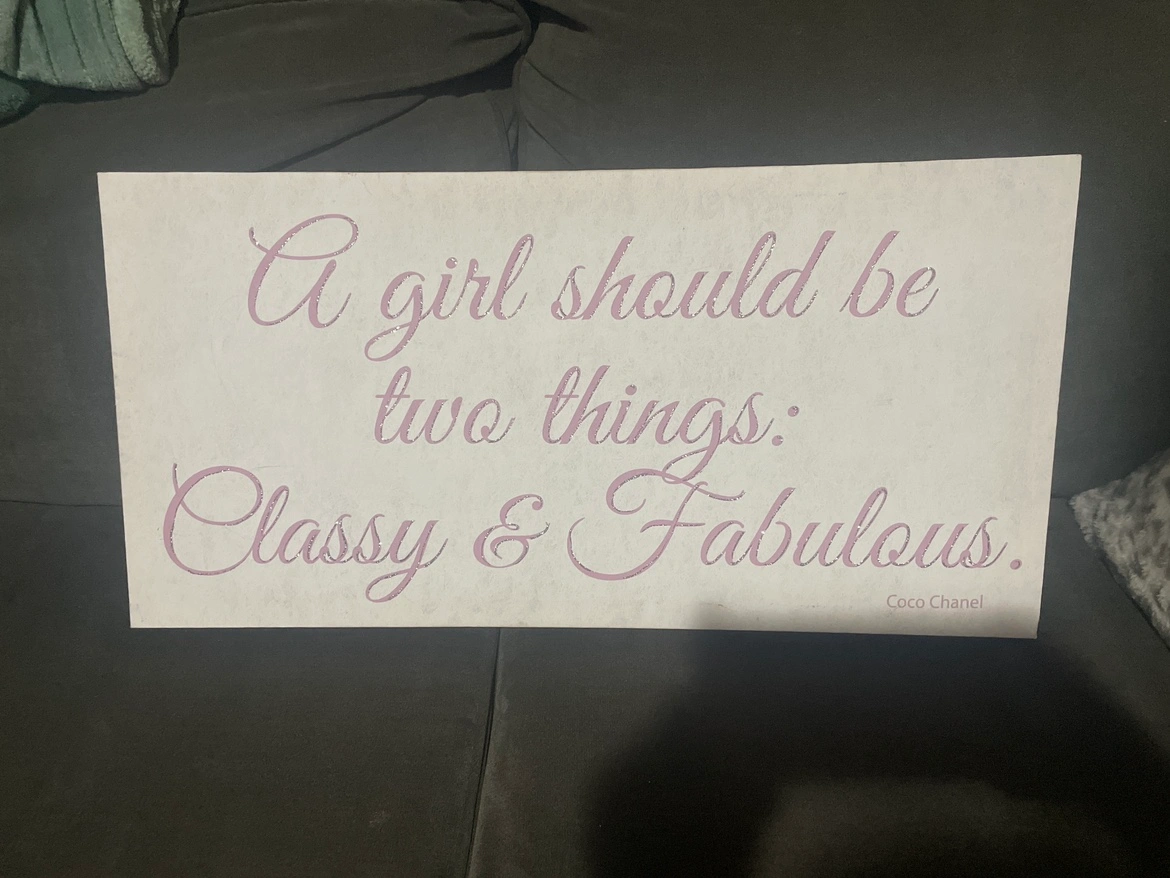 A girl should be
two things:
Classy & Fabulous.
Coco Chanel